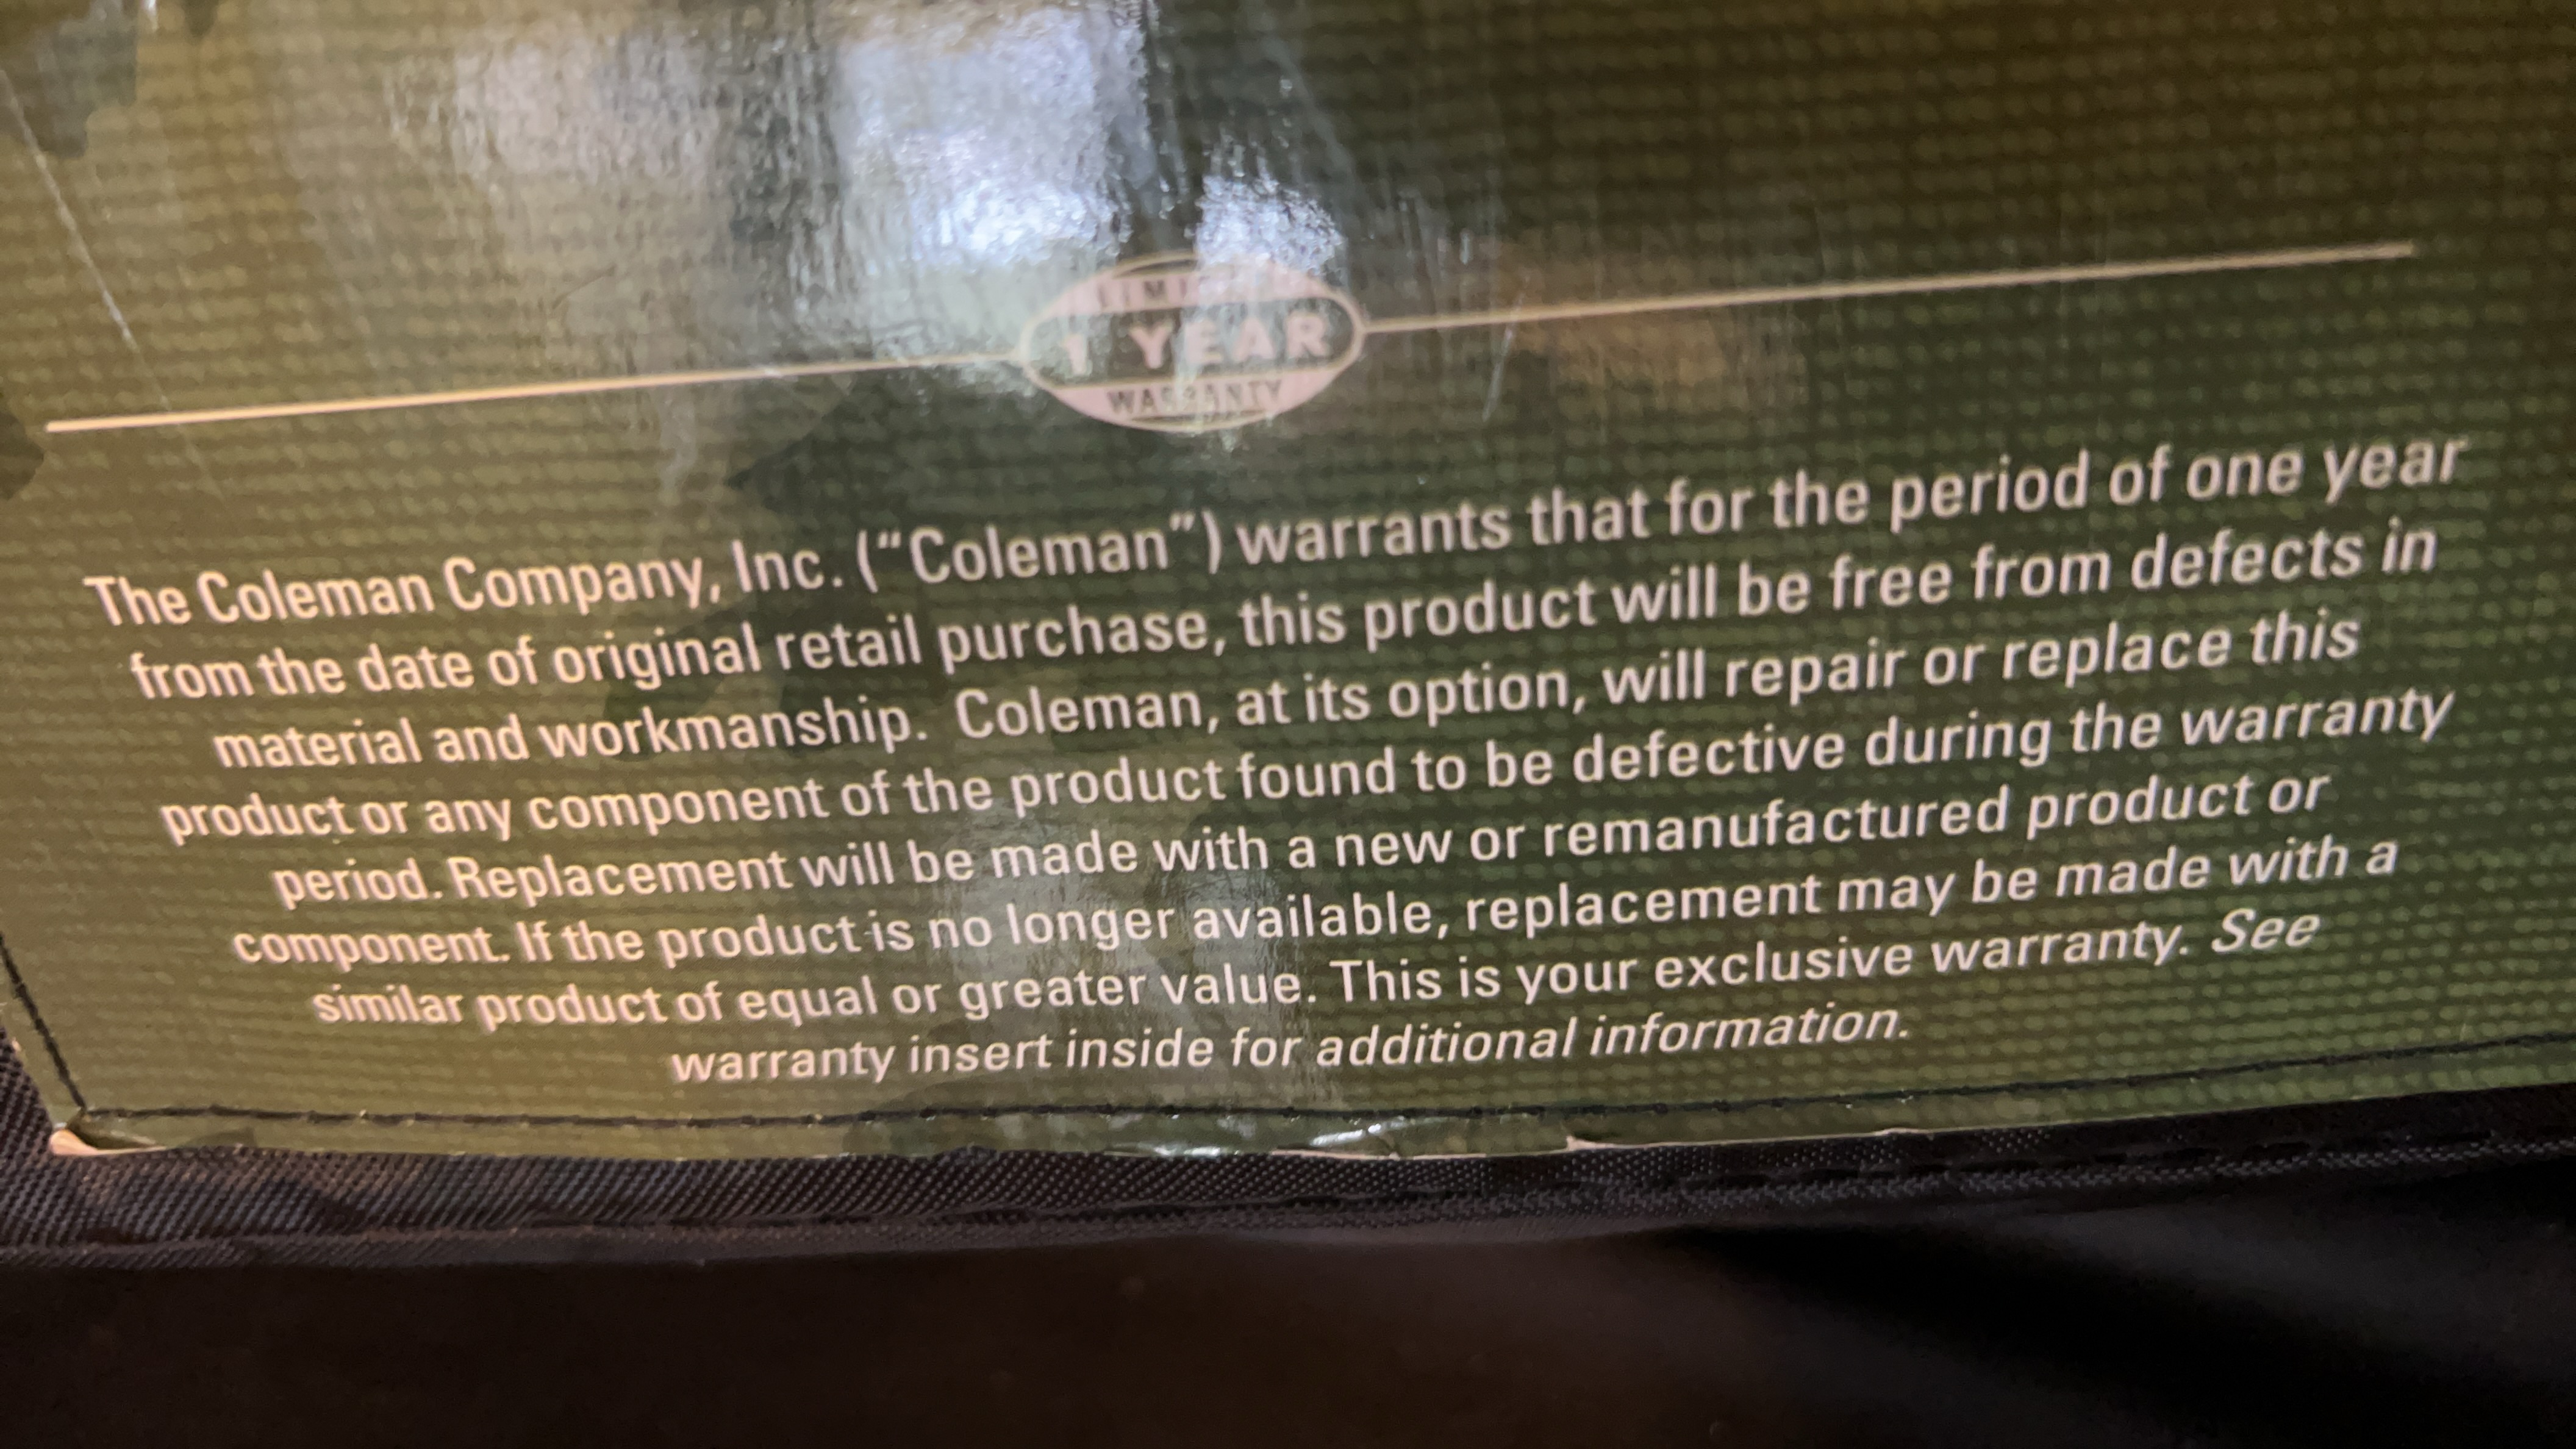 LIMITED
1 YEAR
WARRANTY
The Coleman Company, Inc. (“Coleman”) warrants that for the period of one year
from the date of original retail purchase, this product will be free from defects in
material and workmanship. Coleman, at its option, will repair or replace this
product or any component of the product found to be defective during the warranty
period. Replacement will be made with a new or remanufactured product or
component. If the product is no longer available, replacement may be made with a
similar product of equal or greater value. This is your exclusive warranty. See
warranty insert inside for additional information.